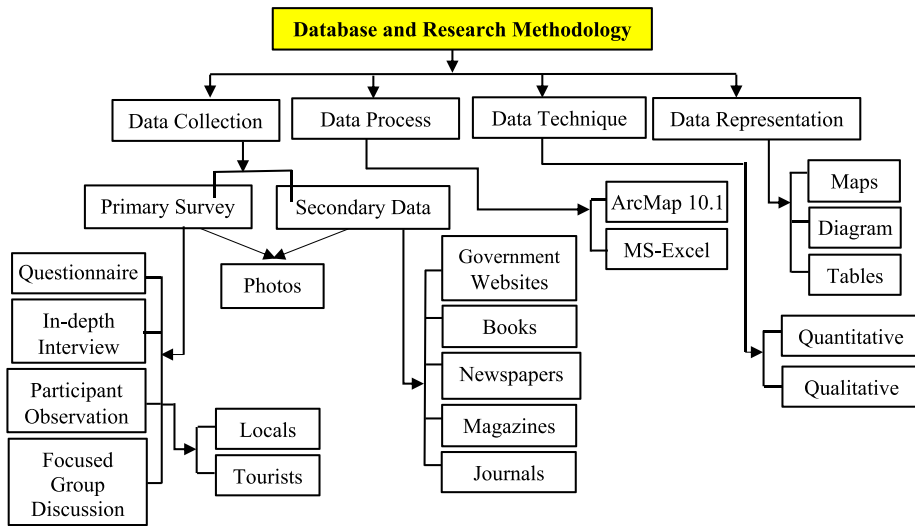 Database and Research Methodology
Data Collection
Data Process
Data Technique
Data Representation
Primary Survey
Secondary Data
Photos
Questionnaire
In-depth
Interview
Participant
Observation
Focused
Group
Discussion
Locals
Tourists
Government
Websites
Books
Newspapers
Magazines
Journals
ArcMap 10.1
MS-Excel
Quantitative
Qualitative
Maps
Diagram
Tables